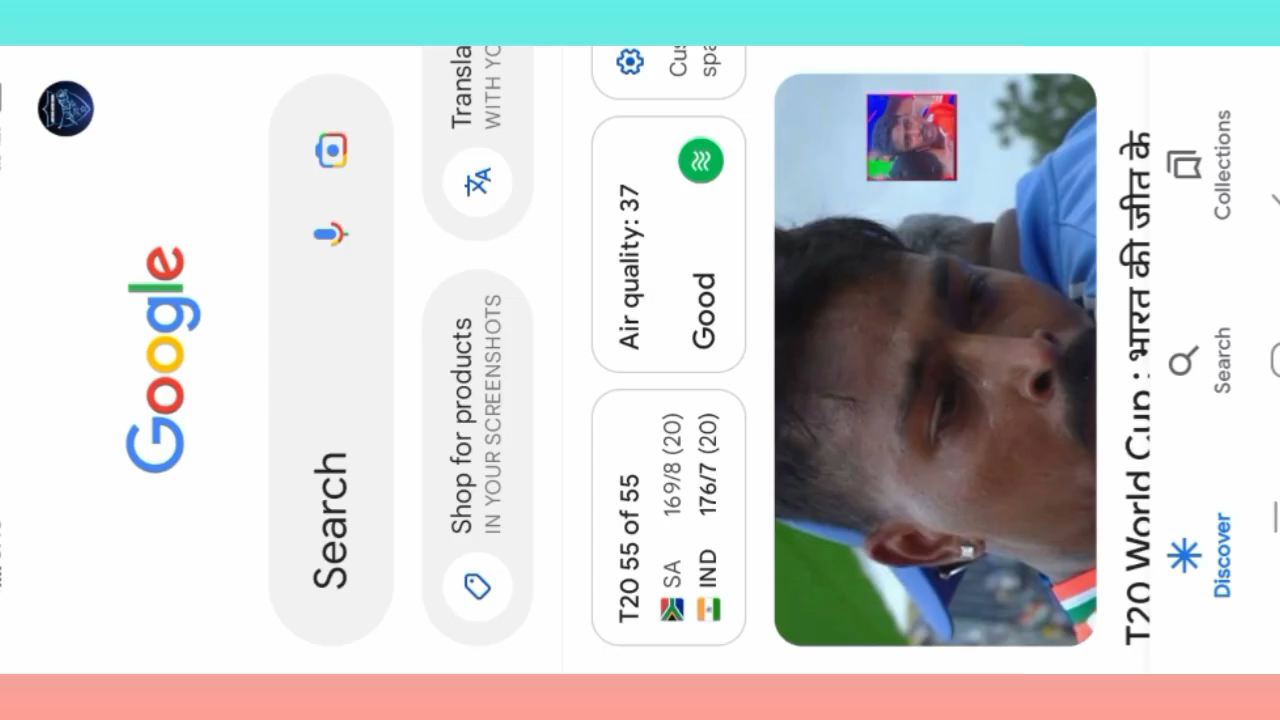 Google
Search
Shop for products
IN YOUR SCREENSHOTS
Transla
WITH YO
T20 55 of 55
SA 169/8 (20)
IND 176/7 (20)
Air quality: 37
Good
Cus
spa
T20 World Cup : भारत की जीत के
Discover
Search
Collections